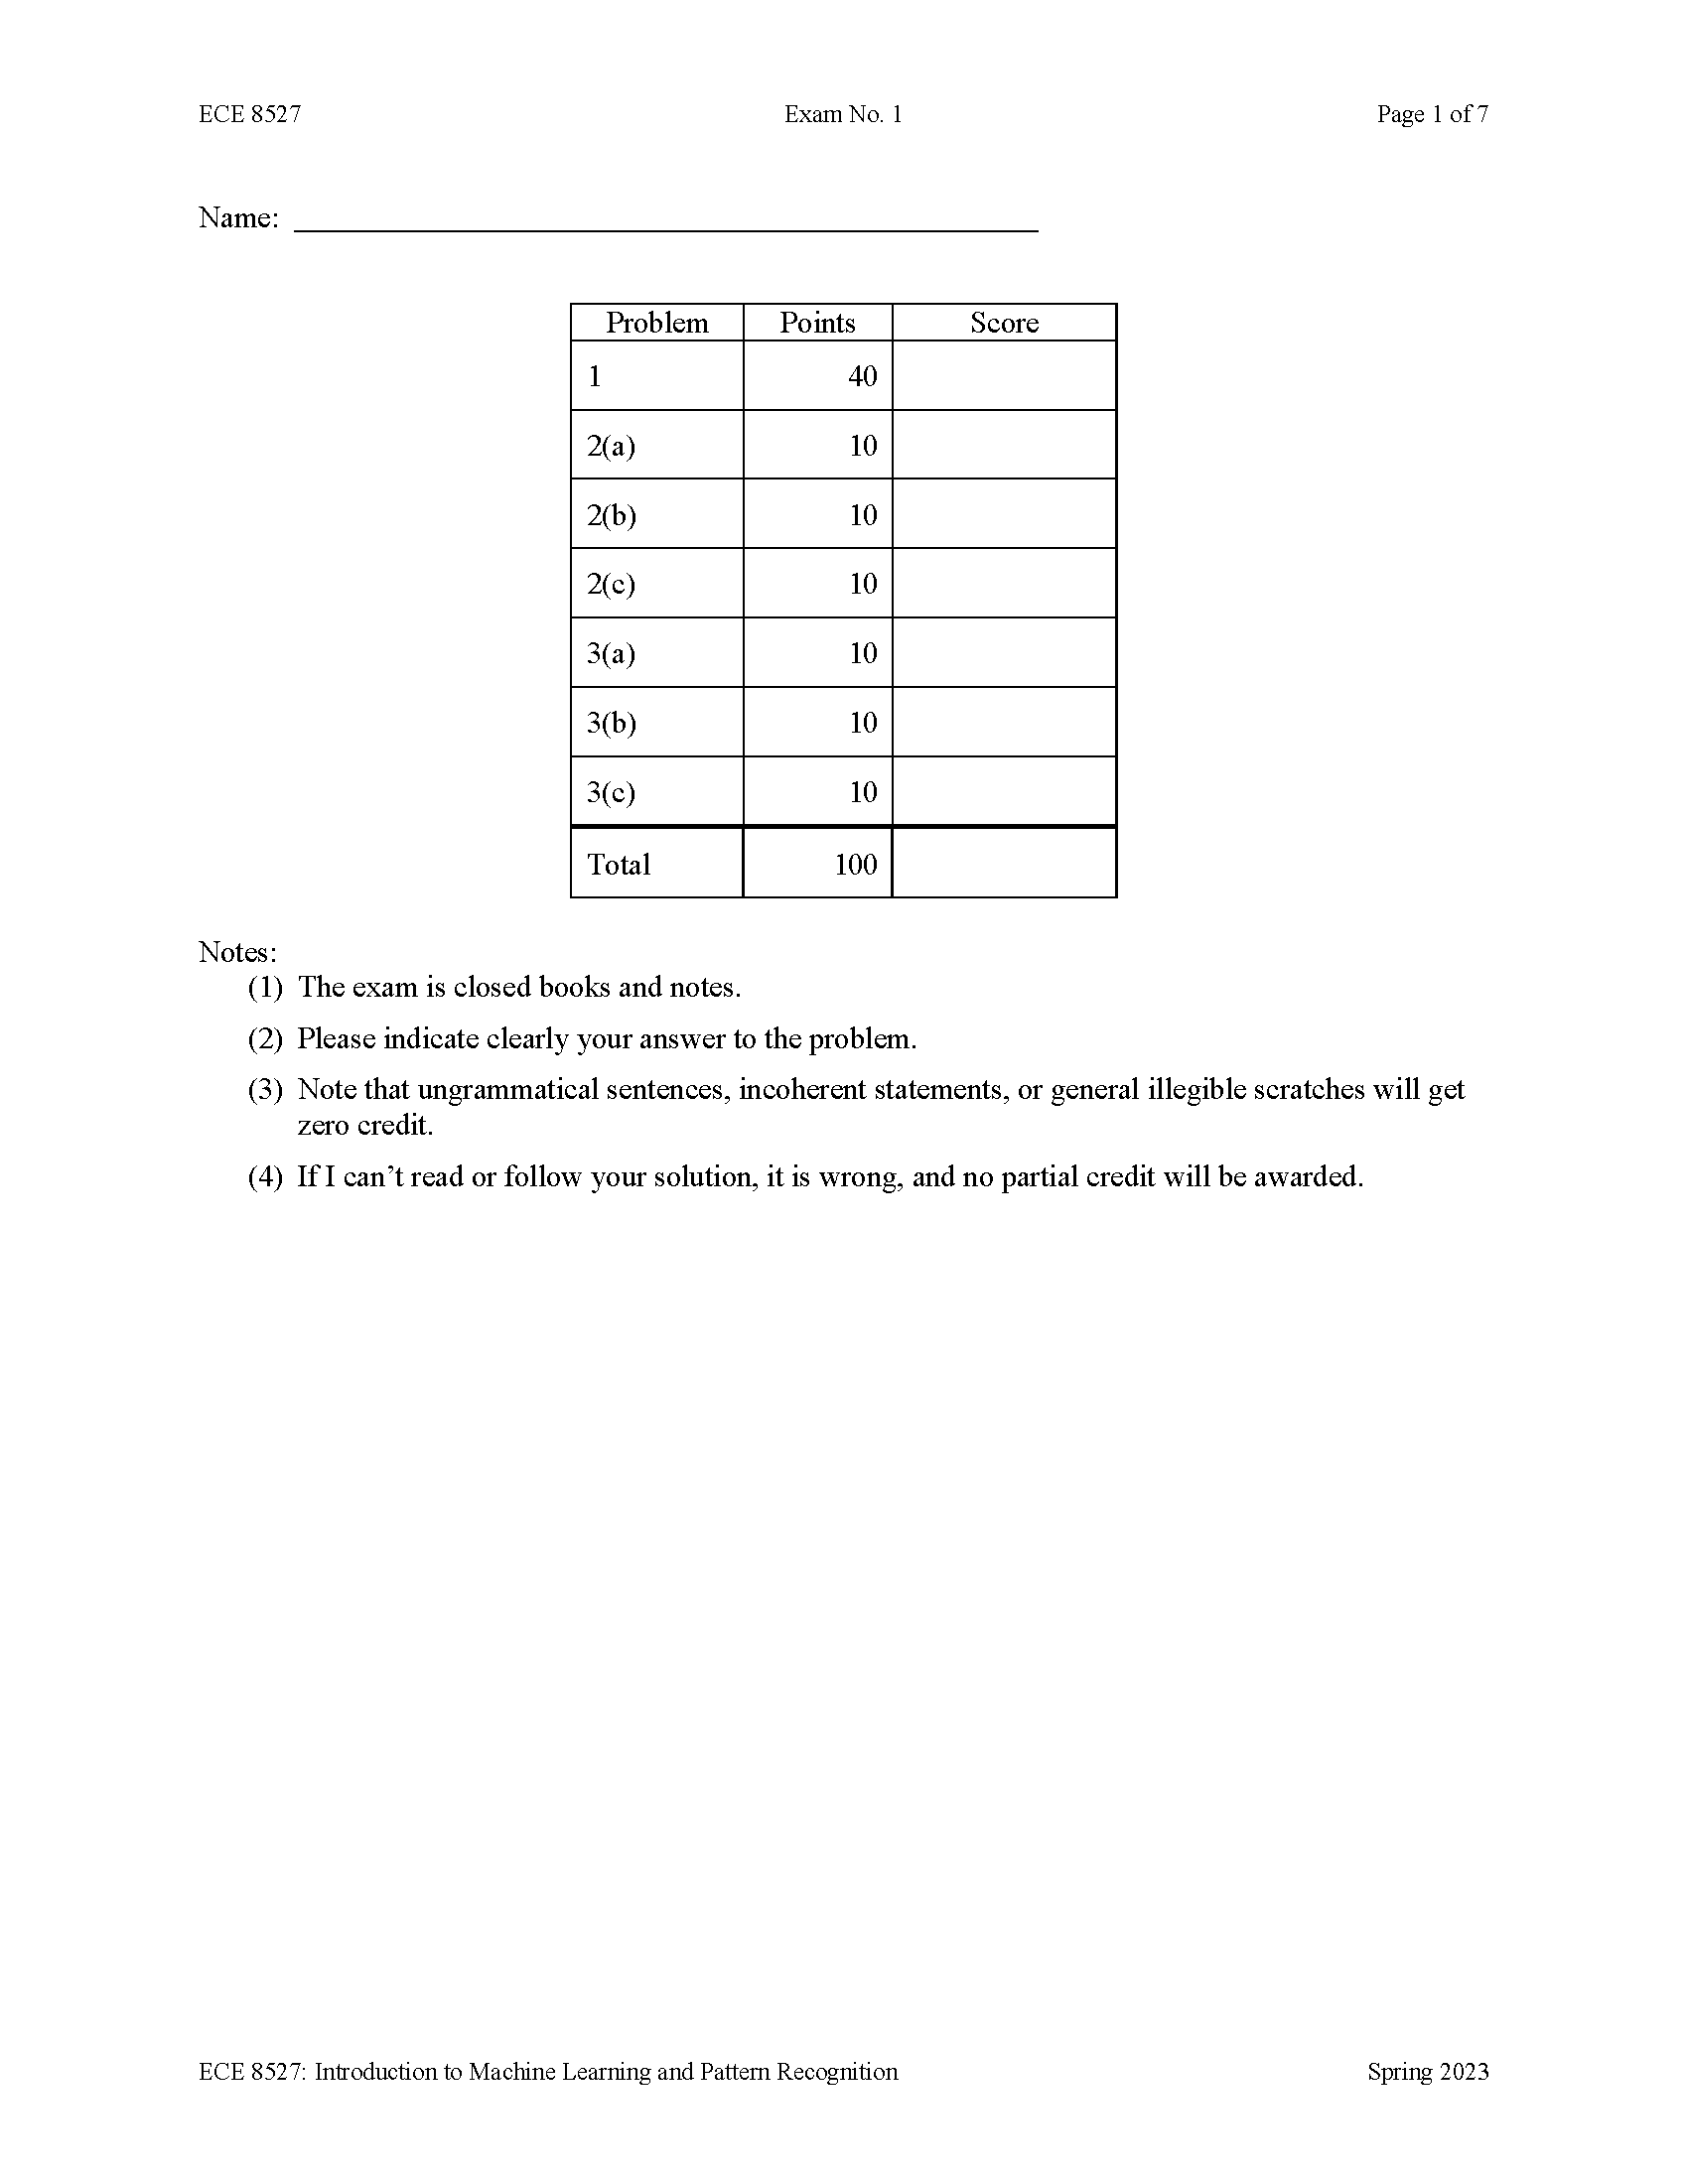 ECE 8527 Exam No. 1 Page 1 of 7
Name:
Problem Points Score
1 40
2(a) 10
2(b) 10
2(c) 10
3(a) 10
3(b) 10
3(c) 10
Total 100
Notes:
(1) The exam is closed books and notes.
(2) Please indicate clearly your answer to the problem.
(3) Note that ungrammatical sentences, incoherent statements, or general illegible scratches will get
zero credit.
(4) If I can’t read or follow your solution, it is wrong, and no partial credit will be awarded.
ECE 8527: Introduction to Machine Learning and Pattern Recognition Spring 2023